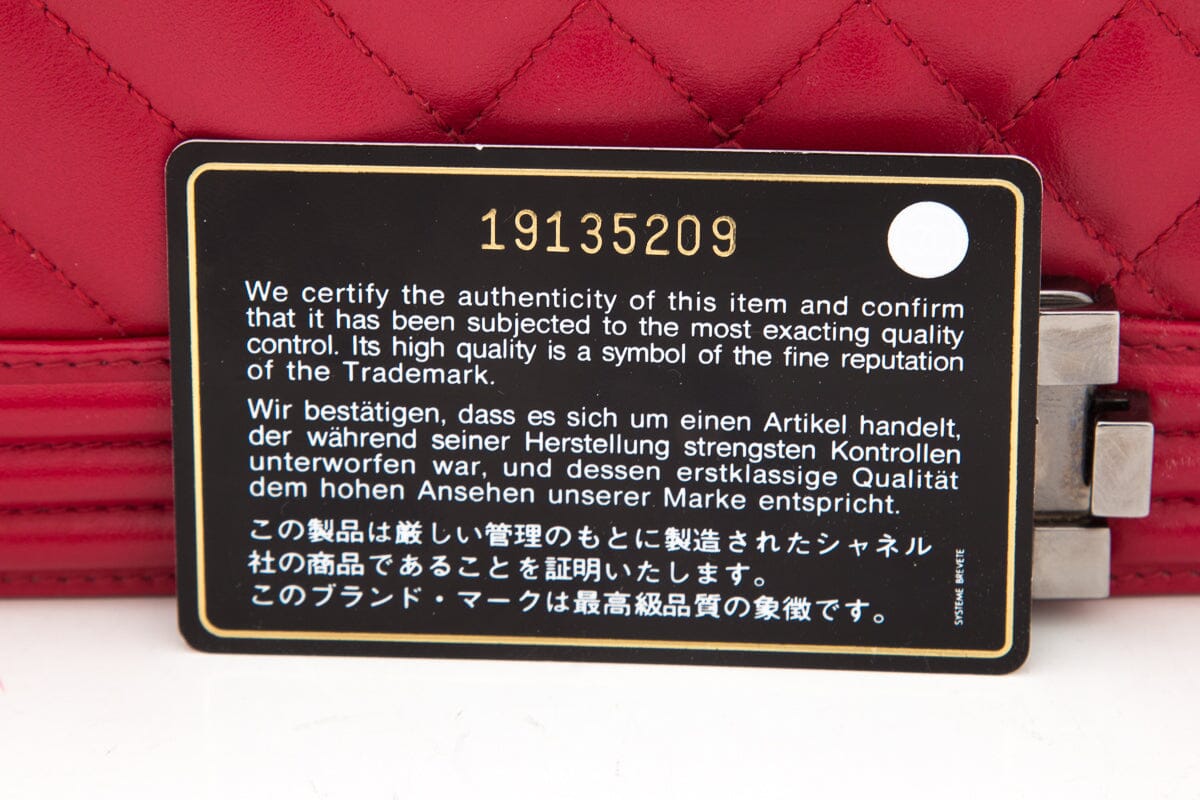 19135209
We certify the authenticity of this item and confirm
that it has been subjected to the most exacting quality
control. Its high quality is a symbol of the fine reputation
of the Trademark.
Wir bestätigen, dass es sich um einen Artikel handelt,
der während seiner Herstellung strengsten Kontrollen
unterworfen war, und dessen erstklassige Qualität
dem hohen Ansehen unserer Marke entspricht.
この製品は厳しい管理のもとに製造されたシャネル
社の商品であることを証明いたします。
このブランド・マークは最高級品質の象徴です。
SYSTEME BREVETE